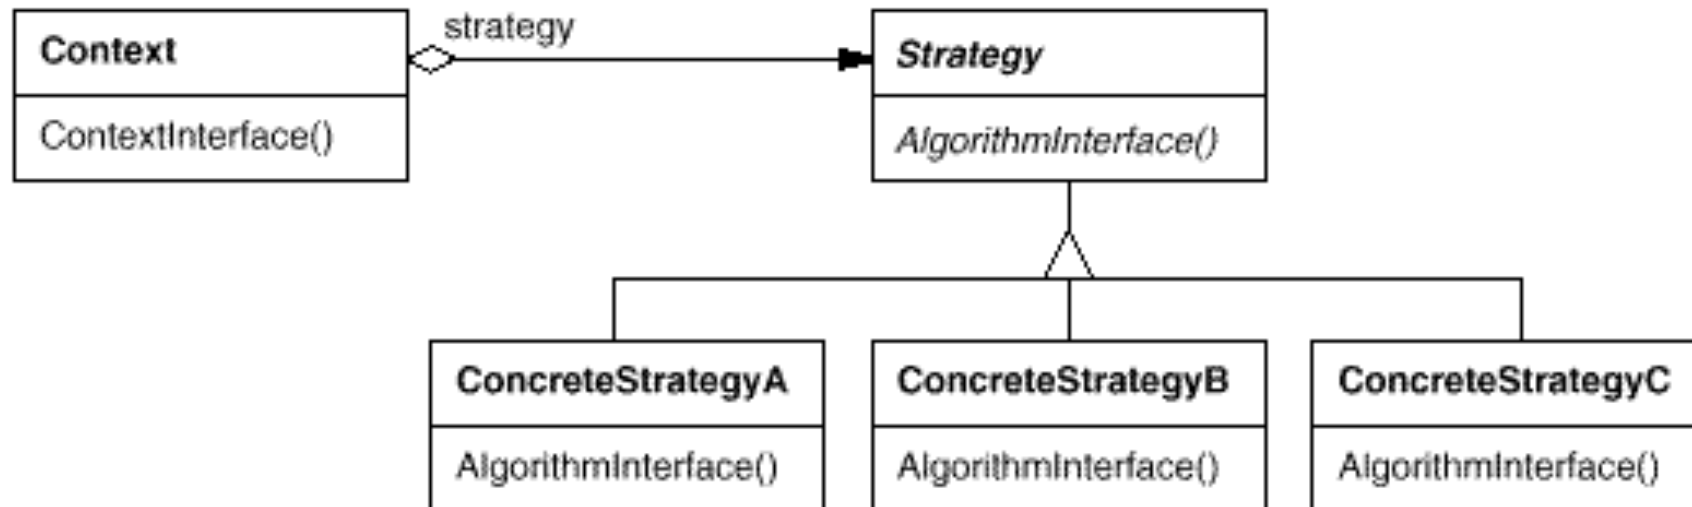 Context
strategy
Strategy
ContextInterface()
AlgorithmInterface()
ConcreteStrategyA
ConcreteStrategyB
ConcreteStrategyC
AlgorithmInterface()
AlgorithmInterface()
AlgorithmInterface()